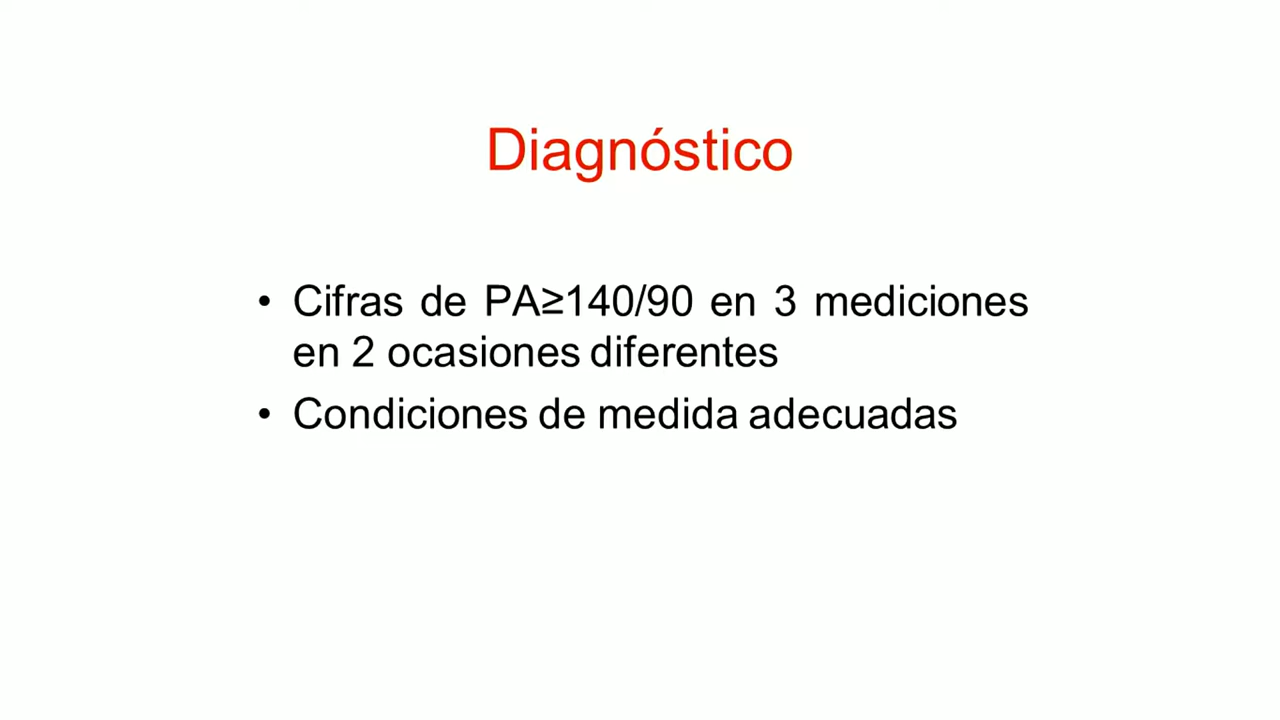 Diagnóstico
• Cifras de PA≥140/90 en 3 mediciones
en 2 ocasiones diferentes
• Condiciones de medida adecuadas